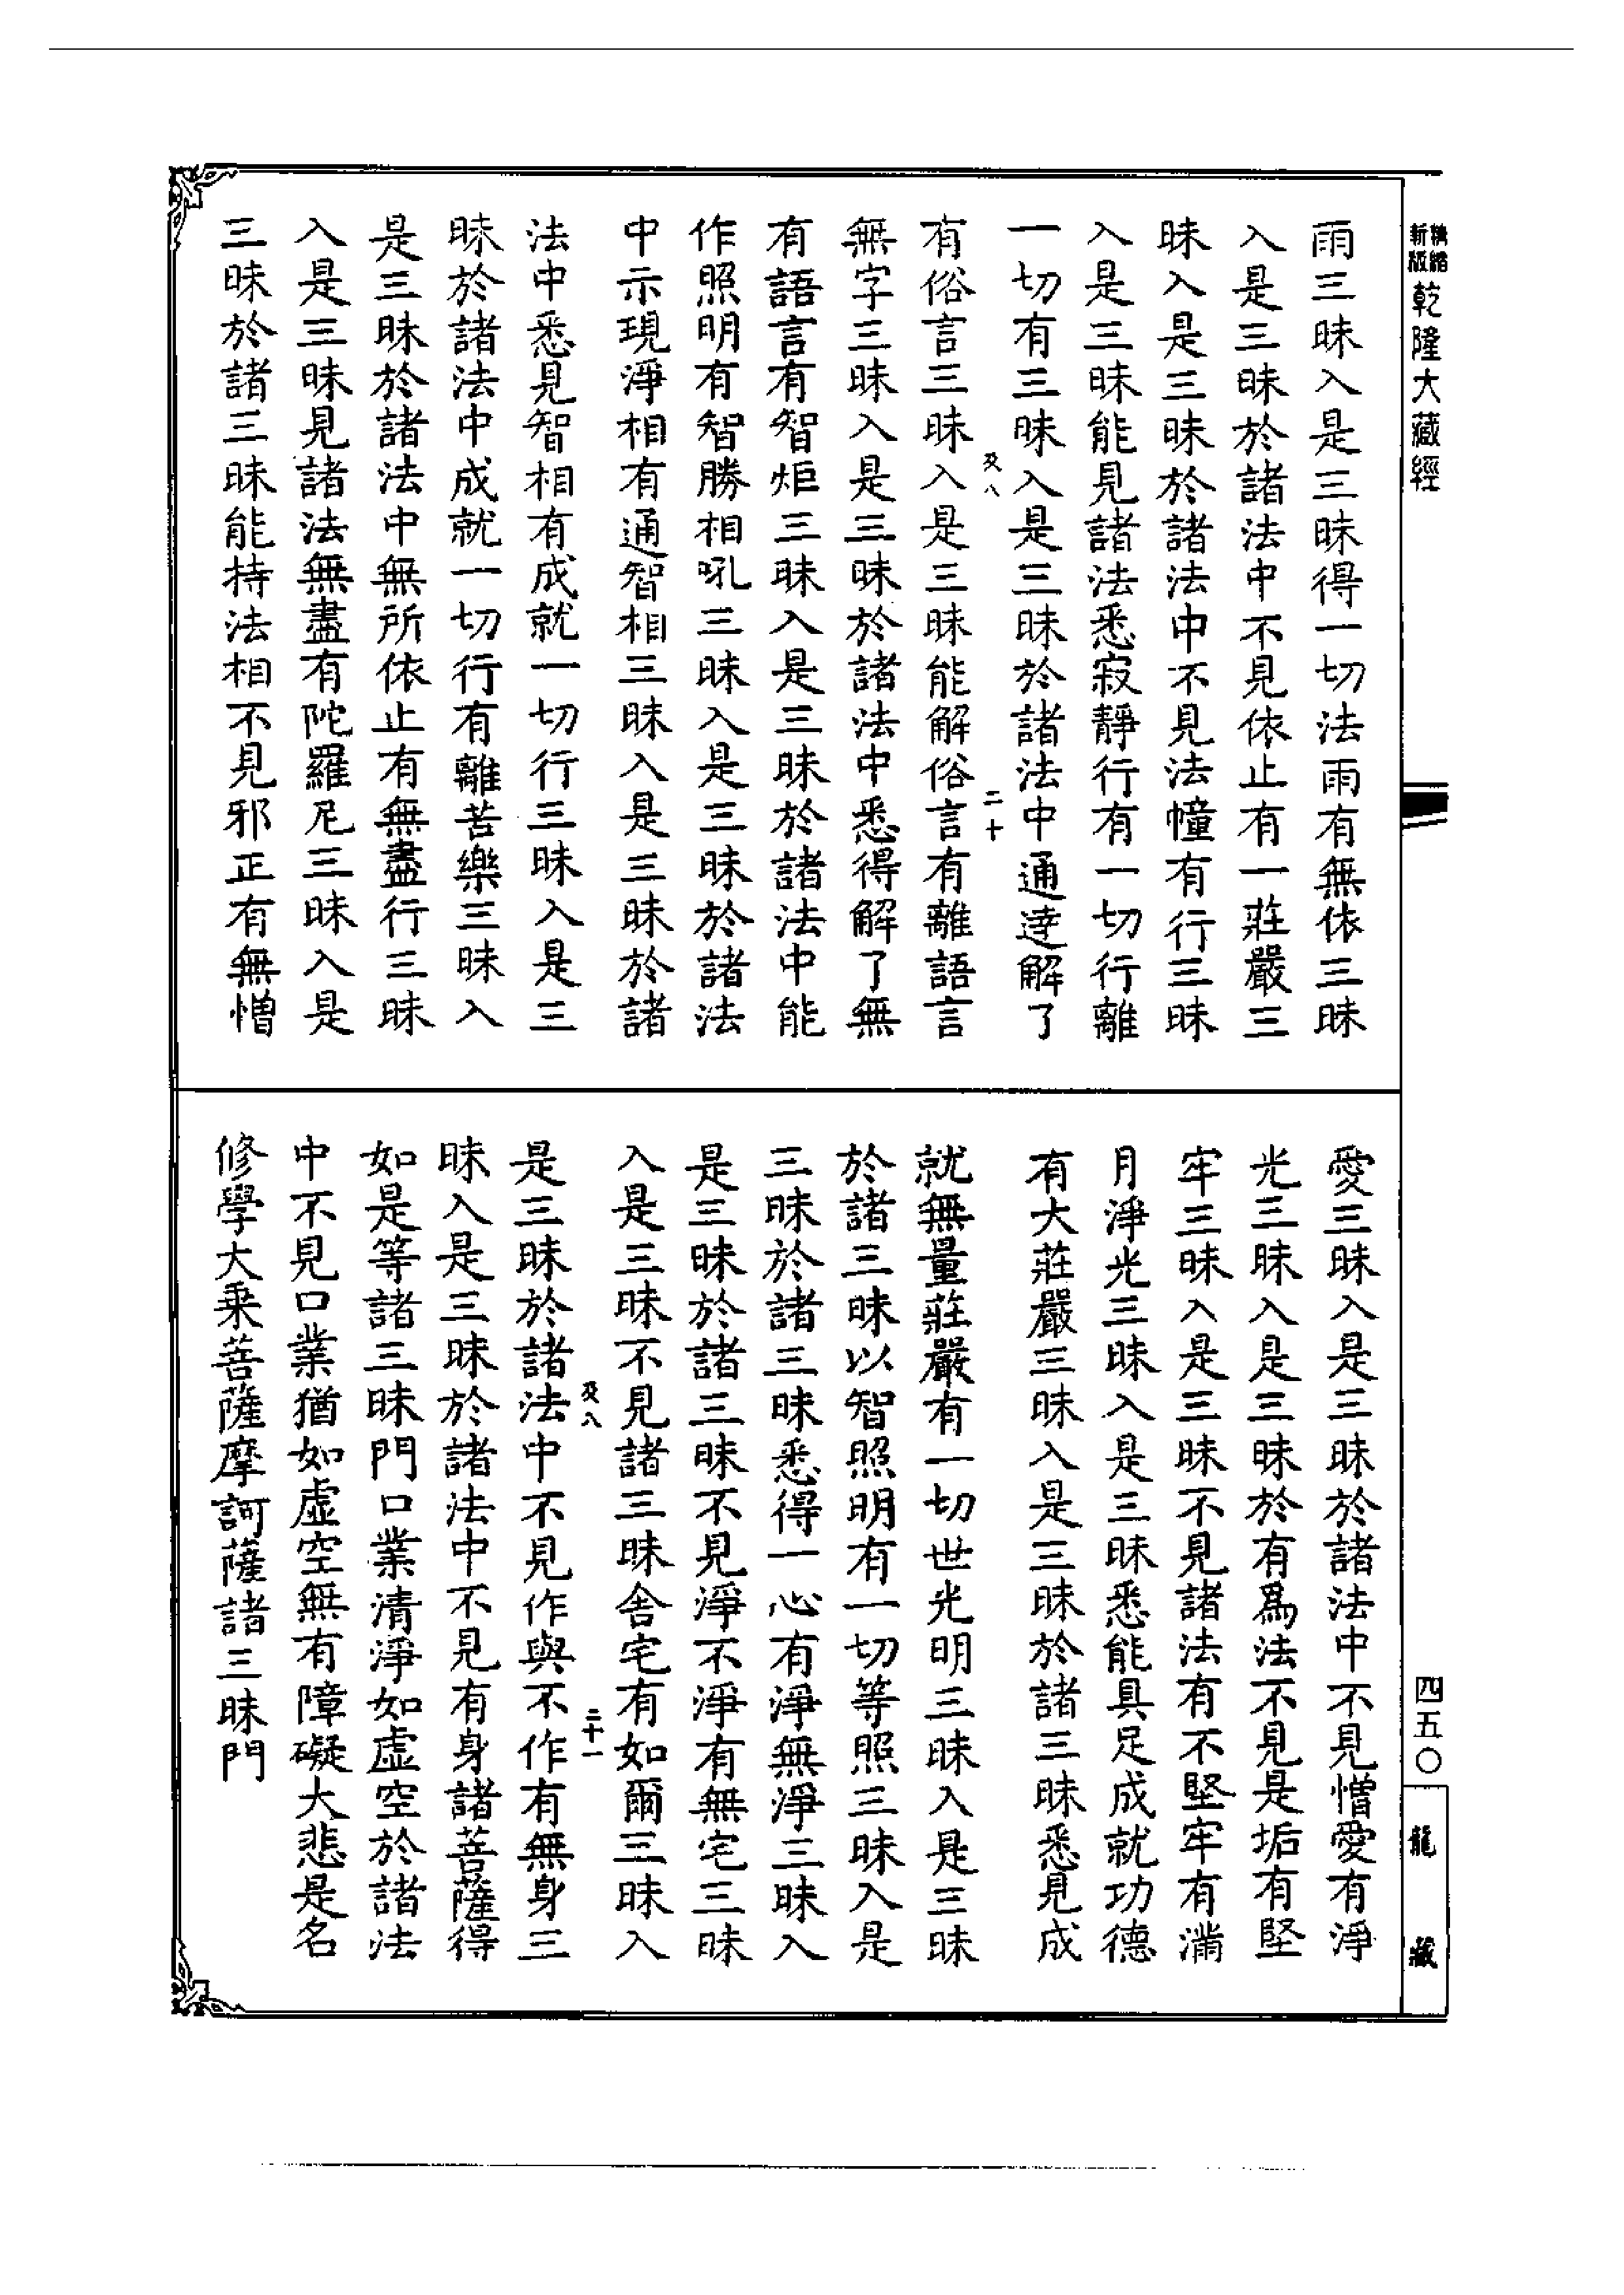 精縮新版乾隆大藏經
雨三昧入是三昧得一切法雨有無依三昧
入是三昧於諸法中不見依止有一莊嚴三
昧入是三昧於諸法中不見法幢有行三昧
入是三昧能見諸法悉寂靜行有一切行離
一切有三昧入是三昧於諸法中通達解了
有俗言三昧入是三昧能解俗言有離語言
無字三昧入是三昧於諸法中悉得解了無
有語言有智炬三昧入是三昧於諸法中能
作照明有智勝相吼三昧入是三昧於諸法
中示現淨相有通智相三昧入是三昧於諸
法中悉見智相有成就一切行三昧入是三
昧於諸法中成就一切行有離苦樂三昧入
是三昧於諸法中無所依止有無盡行三昧
入是三昧見諸法無盡有陀羅尼三昧入是
三昧於諸三昧能持法相不見邪正有無憎
二十
愛三昧入是三昧於諸法中不見憎愛有淨
光三昧入是三昧於有爲法不見是垢有堅
牢三昧入是三昧不見諸法有不堅牢有滿
月淨光三昧入是三昧悉能具足成就功德
有大莊嚴三昧入是三昧於諸三昧悉見成
就無量莊嚴有一切世光明三昧入是三昧
於諸三昧以智照明有一切等照三昧入是
三昧於諸三昧悉得一心有淨無淨三昧入
是三昧於諸三昧不見淨不淨有無宅三昧
入是三昧不見諸三昧舍宅有如爾三昧入
是三昧於諸法中不見作與不作有無身三
昧入是三昧於諸法中不見有身諸菩薩得
如是等諸三昧門口業清淨如虛空於諸法
中不見口業猶如虛空無有障礙大悲是名
修學大乘菩薩摩訶薩諸三昧門
二十一
四五〇
龍藏